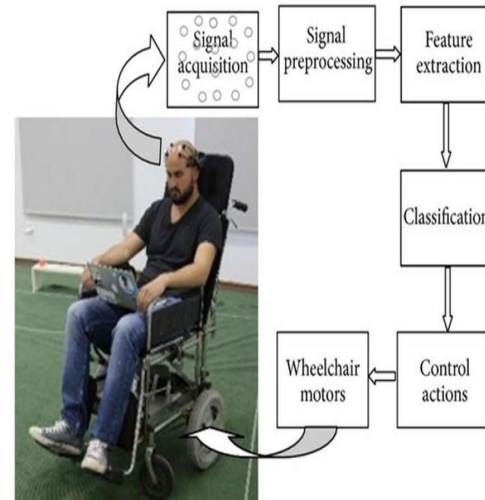 Signal
acquisition
Signal
preprocessing
Feature
extraction
Classification
Control
actions
Wheelchair
motors